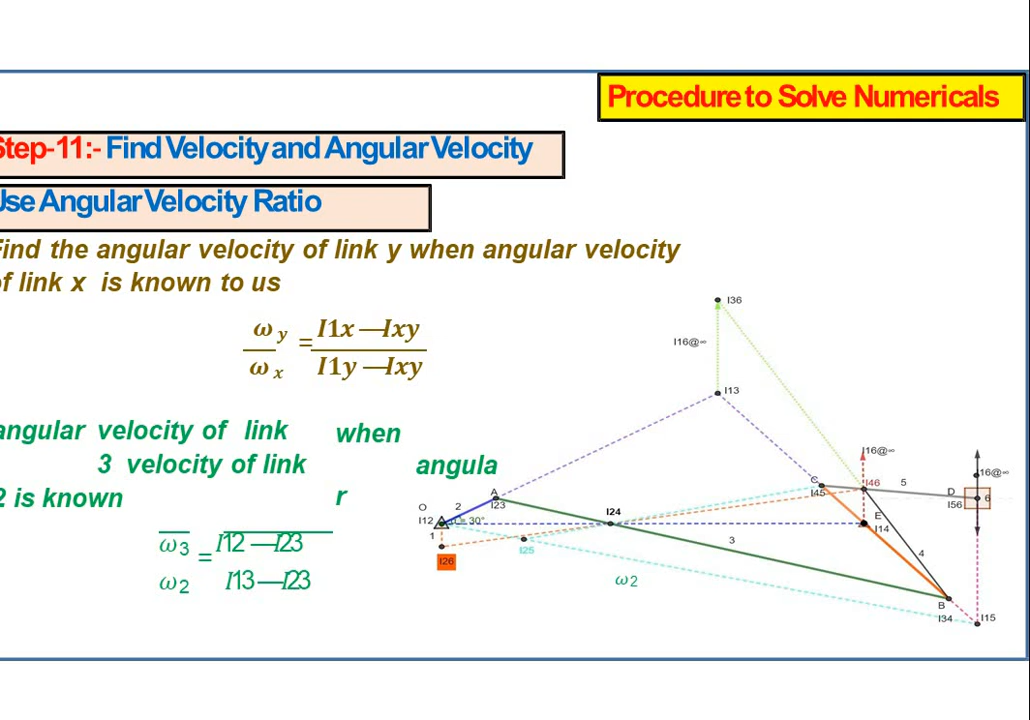 Procedure to Solve Numericals
Step-11:- Find Velocity and Angular Velocity
Use Angular Velocity Ratio
Find the angular velocity of link y when angular velocity
of link x is known to us
ω y = I1x — Ixy
ω x I1y — Ixy
angular velocity of link when
3 velocity of link angula
2 is known r
ω3 = I12 — I23
ω2 I13 — I23
I36
I16@∞
I13
I16@∞
C
I45
I46
5
D
I56
16@∞
6
A
I23
O
2
I12
= 30°
1
I24
E
I14
I25
3
I26
4
ω2
B
I34
I15